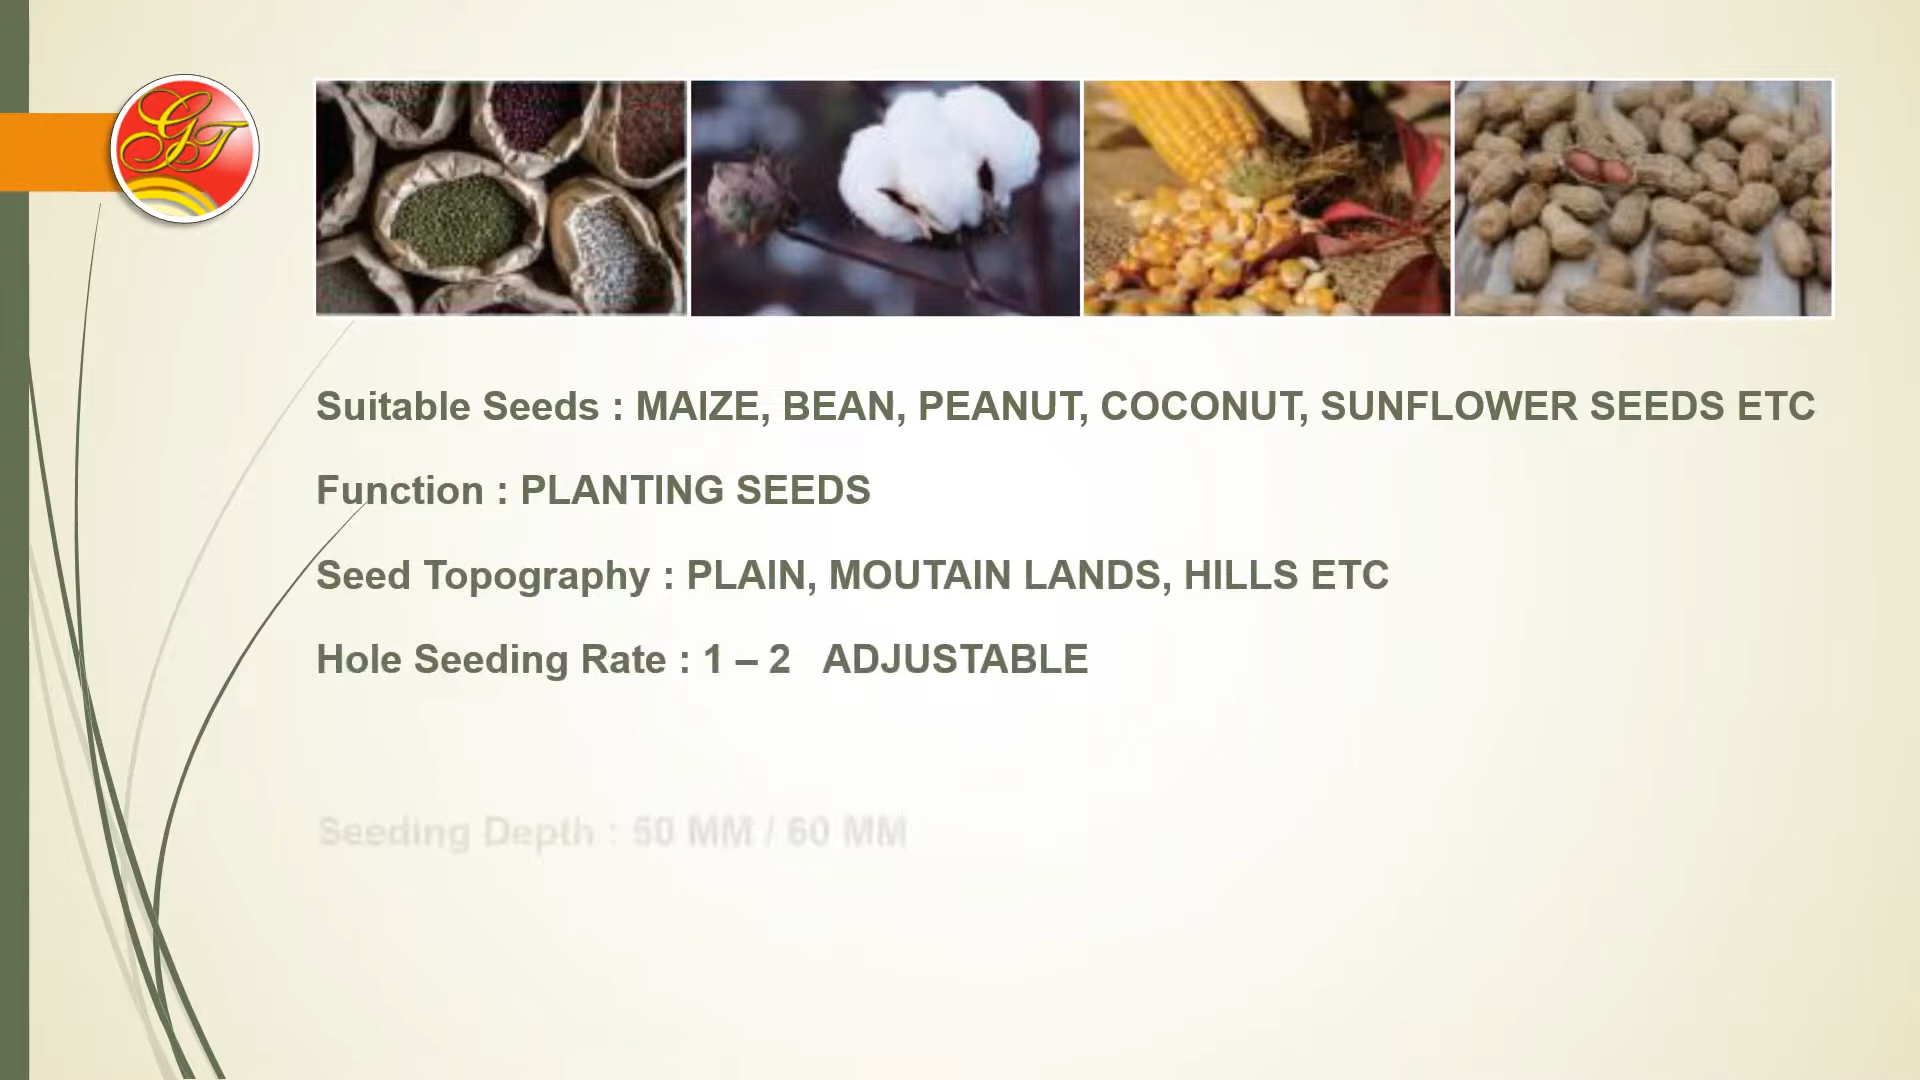 GT
Suitable Seeds : MAIZE, BEAN, PEANUT, COCONUT, SUNFLOWER SEEDS ETC
Function : PLANTING SEEDS
Seed Topography : PLAIN, MOUTAIN LANDS, HILLS ETC
Hole Seeding Rate : 1 – 2 ADJUSTABLE
Seeding Depth : 50 MM / 60 MM